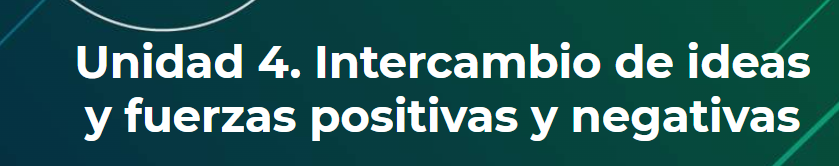 Unidad 4. Intercambio de ideas
y fuerzas positivas y negativas